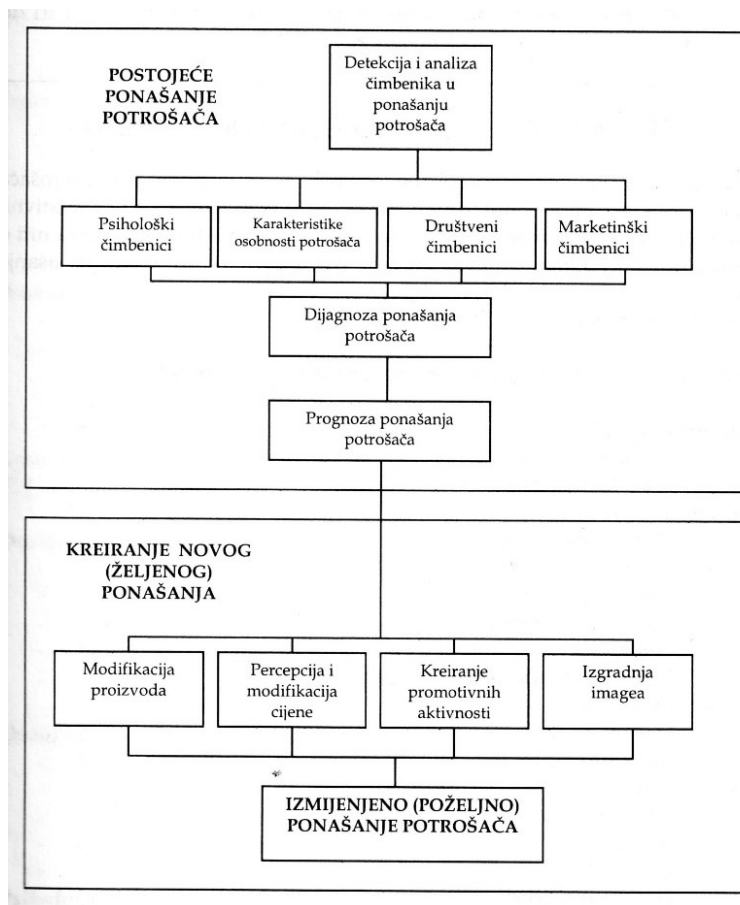 POSTOJEĆE
PONAŠANJE
POTROŠAČA
Detekcija i analiza
čimbenika u
ponašanju
potrošača
Psihološki
čimbenici
Karakteristike
osobnosti potrošača
Društveni
čimbenici
Marketinški
čimbenici
Dijagnoza ponašanja
potrošača
Prognoza ponašanja
potrošača
KREIRANJE NOVOG
(ŽELJENOG)
PONAŠANJA
Modifikacija
proizvoda
Percepcija i
modifikacija
cijene
Kreiranje
promotivnih
aktivnosti
Izgradnja
imagea
IZMIJENJENO (POŽELJNO)
PONAŠANJE POTROŠAČA